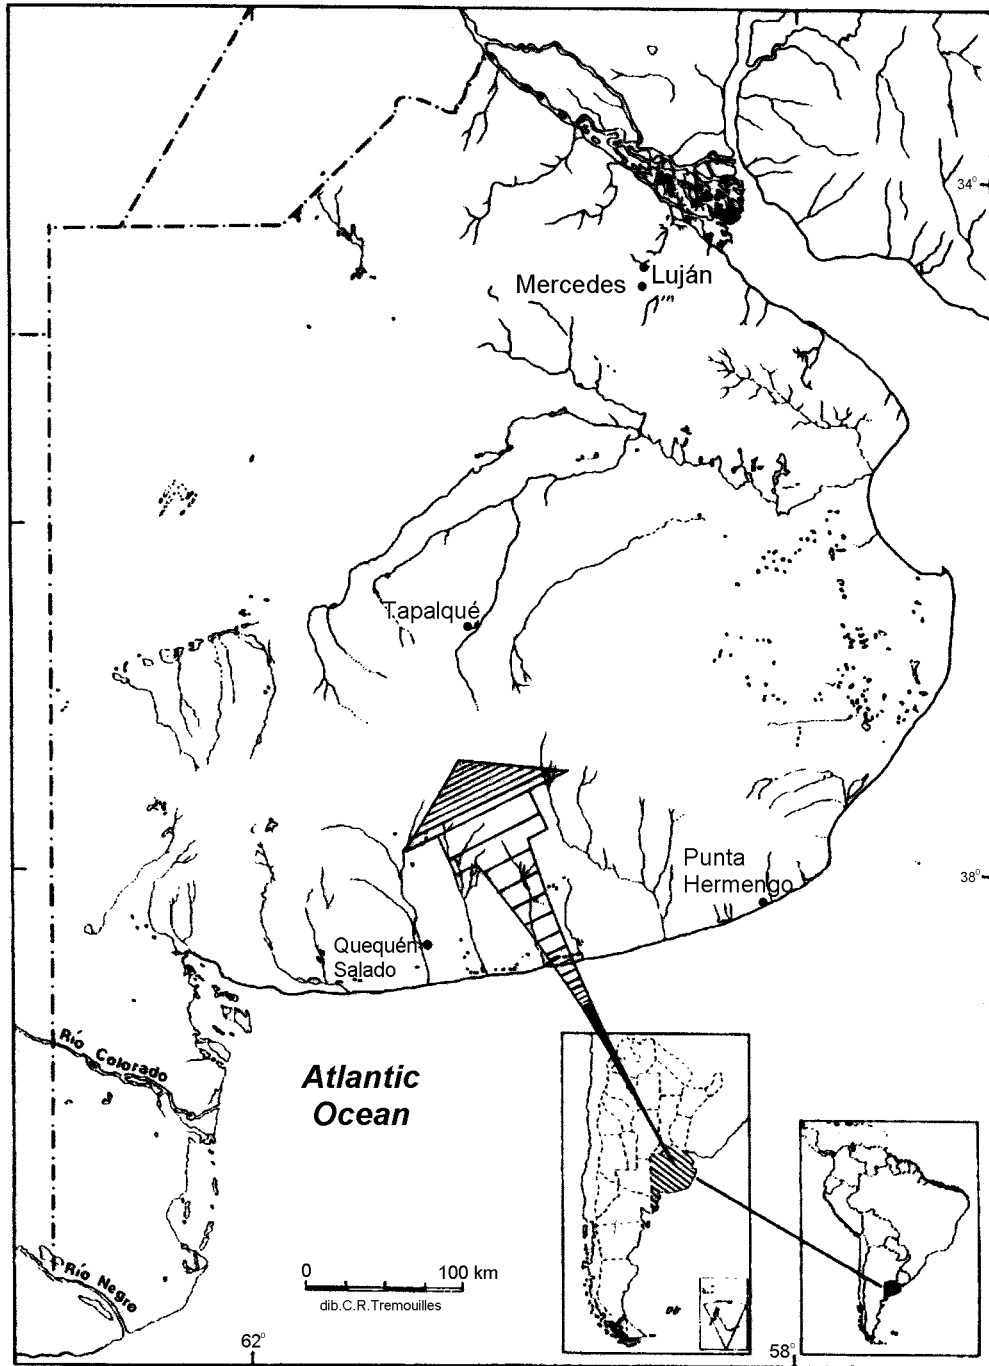 34°
Luján
Mercedes
Tapalqué
Punta
Hermengo
38°
Quequén
Salado
Río Colorado
Atlantic
Ocean
Río Negro
0 100 km
dib.C.R.Tremouilles
62°
58°